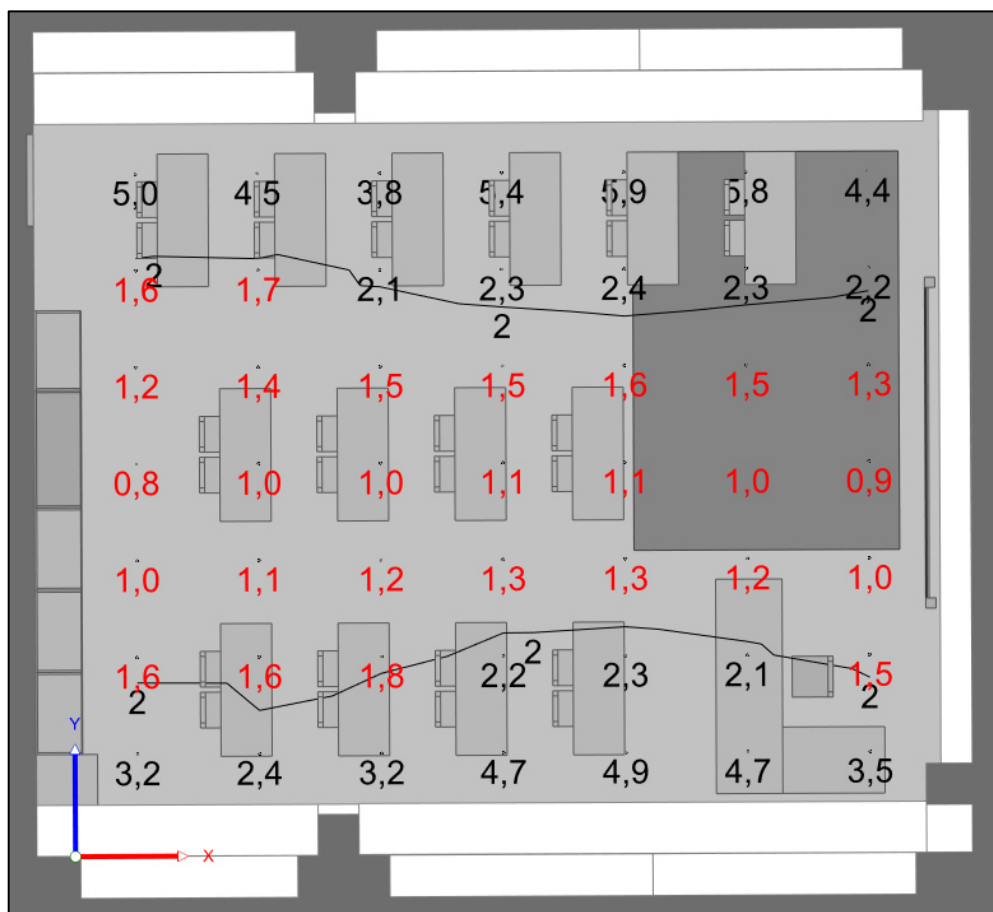 5,0 4,5 3,8 5,4 5,9 5,8 4,4
2
1,6 1,7 2,1 2,3 2,4 2,3 2,2
2 2
1,2 1,4 1,5 1,5 1,6 1,5 1,3
0,8 1,0 1,0 1,1 1,1 1,0 0,9
1,0 1,1 1,2 1,3 1,3 1,2 1,0
2
1,6 1,6 1,8 2,2 2,3 2,1 1,5
2 2
Y
3,2 2,4 3,2 4,7 4,9 4,7 3,5
X